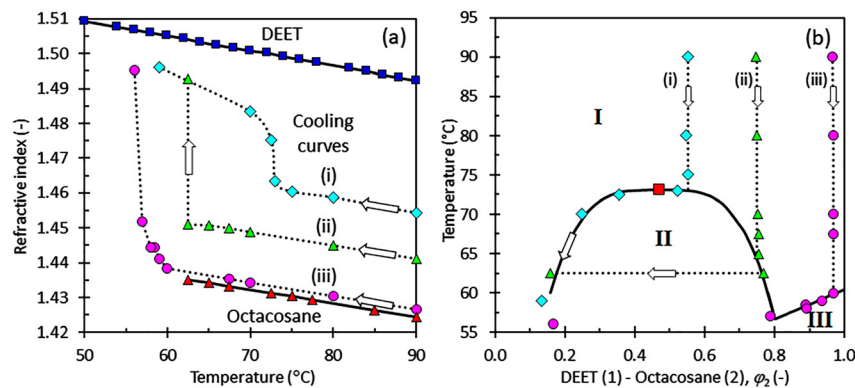 1.51
1.50
1.49
1.48
1.47
1.46
1.45
1.44
1.43
1.42
Refractive index (-)
DEET
(a)
Cooling
curves
(i)
(ii)
(iii)
Octacosane
50
60
70
80
90
Temperature (°C)
95
90
85
80
75
70
65
60
55
Temperature (°C)
(b)
(i)
(ii)
(iii)
I
II
III
0.0
0.2
0.4
0.6
0.8
1.0
DEET (1) - Octacosane (2), φ2 (-)